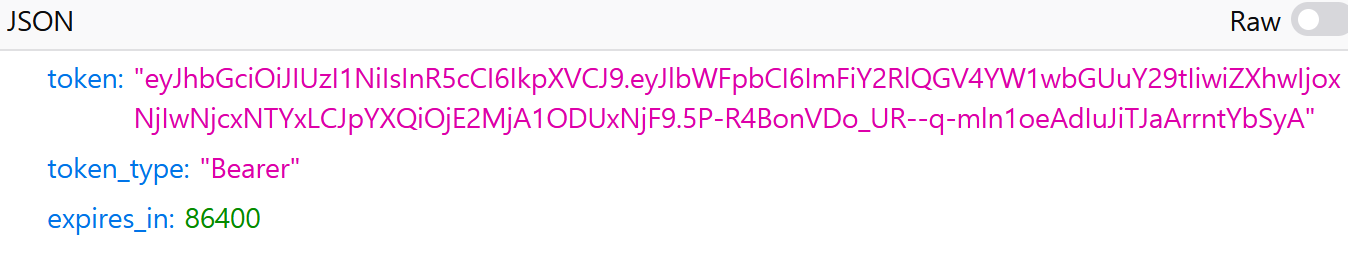 JSON
Raw
token: "eyJhbGciOiJIUzI1NiIsInR5cCI6IkpXVCJ9.eyJlbWFpbCI6ImFiY2RlQGV4YW1wbGUuY29tIiwiZXhwIjox
NjIwNjcxNTYxLCJpYXQiOjE2MjA1ODUxNjF9.5P-R4BonVDo_UR--q-mIn1oeAdIuJiTJaArrntYbSyA"
token_type: "Bearer"
expires_in: 86400